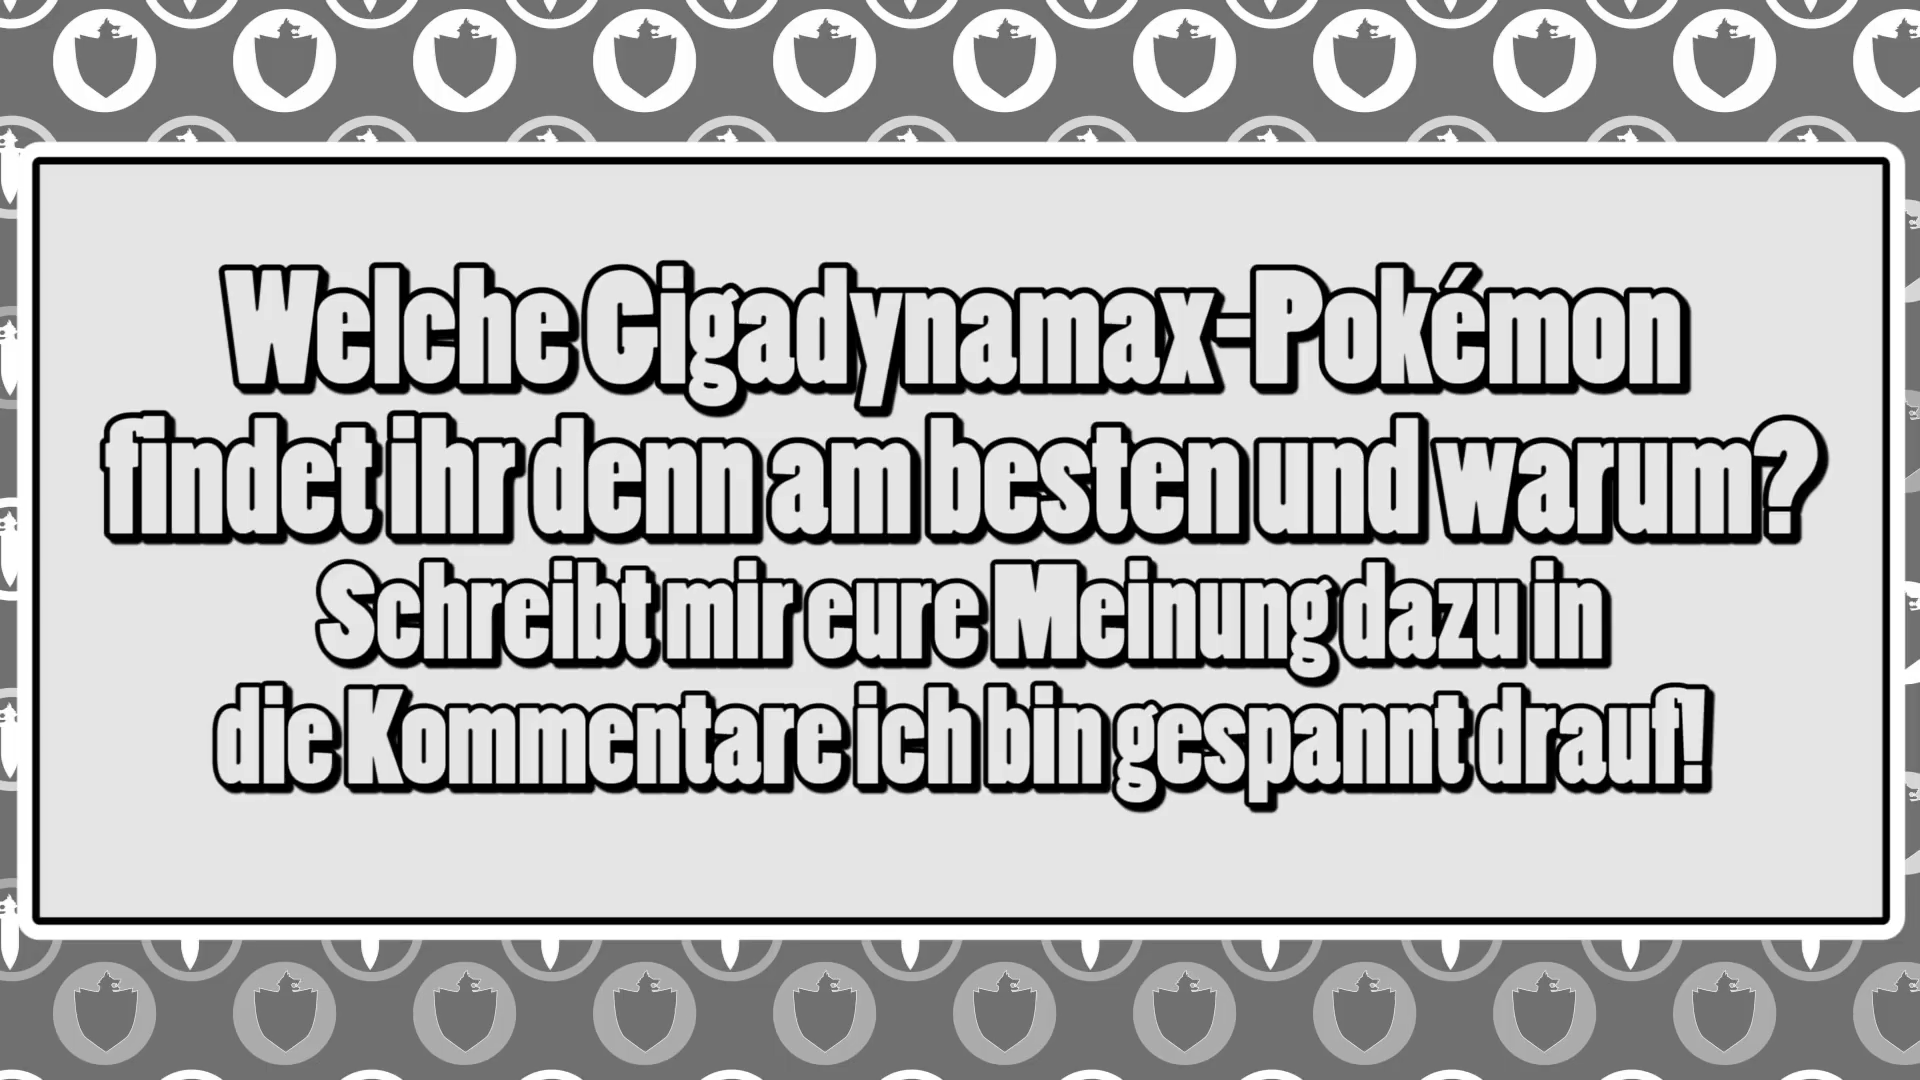 Welche Gigadynamax-Pokémon
findet ihr denn am besten und warum?
Schreibt mir eure Meinung dazu in
die Kommentare ich bin gespannt drauf!